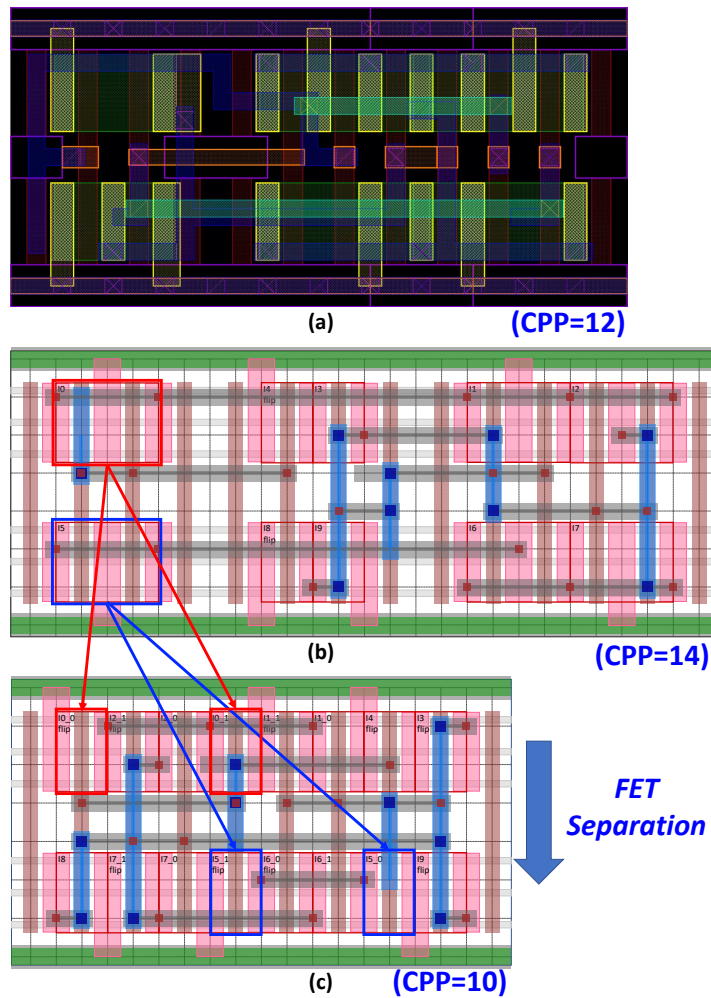 (a)
(CPP=12)
I0 I4 I3 I1 I2
flip
I5 I8 I9 I6 I7
flip
(b)
(CPP=14)
I0_0 I2_1 I2_0 I0_1 I1_1 I1_0 I4 I3
flip flip flip flip flip
FET
Separation
I8 I7_1 I7_0 I5_1 I6_0 I6_1 I5_0 I9
flip flip flip flip flip
(c)
(CPP=10)